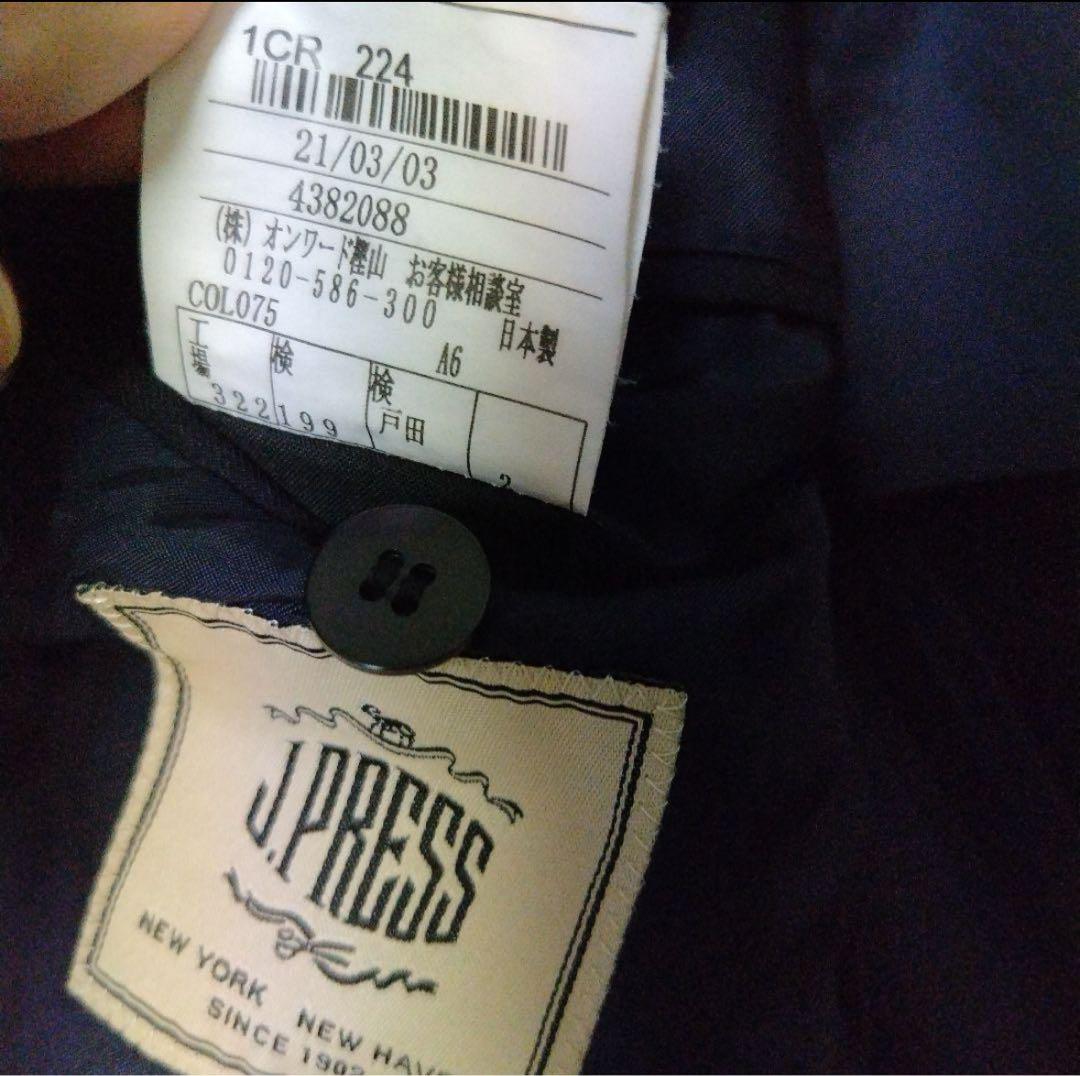 1CR 224
21/03/03
4382088
(株) オンワード樫山 お客様相談室
0120-586-300 日本製
COL075 A6
工場 検 検
322 199 戸田 2
J.PRESS
NEW YORK NEW HAV
SINCE 1902